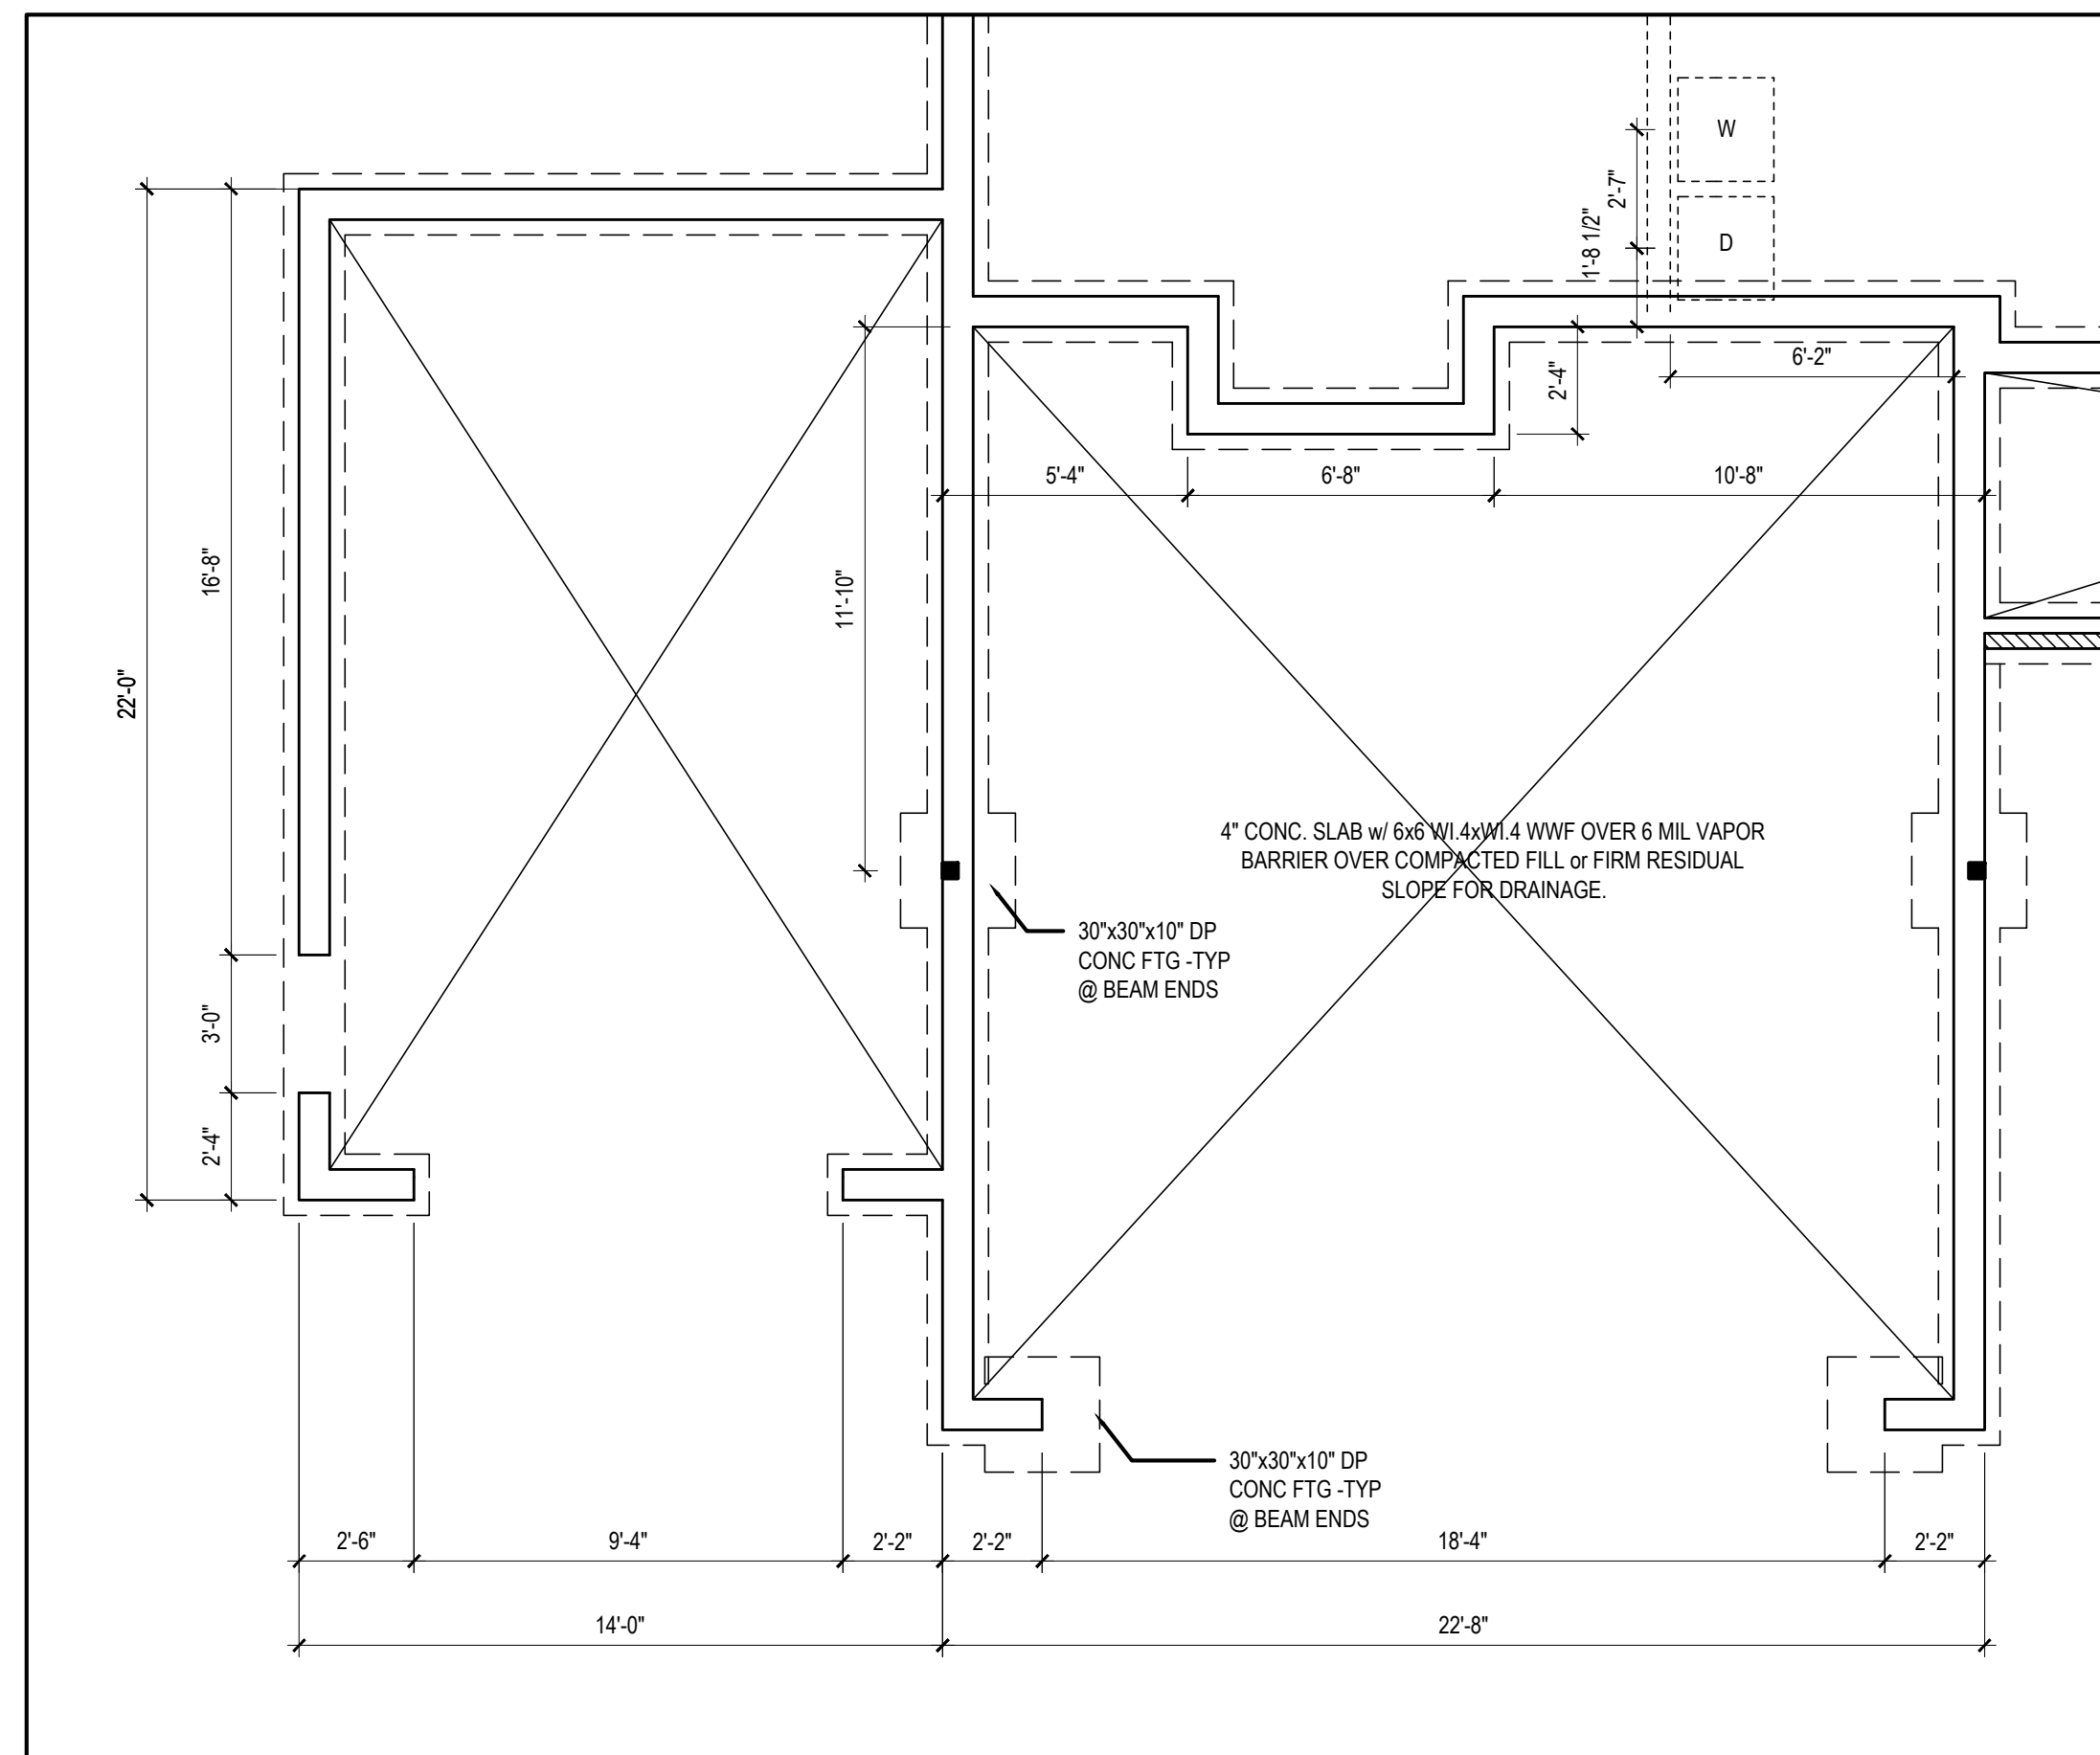 W
2'-7"
1'-8 1/2"
D
6'-2"
2'-4"
5'-4"
6'-8"
10'-8"
16'-8"
11'-10"
22'-0"
4" CONC. SLAB w/ 6x6 WI.4xWI.4 WWF OVER 6 MIL VAPOR
BARRIER OVER COMPACTED FILL or FIRM RESIDUAL
SLOPE FOR DRAINAGE.
30"x30"x10" DP
CONC FTG -TYP
@ BEAM ENDS
3'-0"
2'-4"
30"x30"x10" DP
CONC FTG -TYP
@ BEAM ENDS
2'-6"
9'-4"
2'-2"
2'-2"
18'-4"
2'-2"
14'-0"
22'-8"